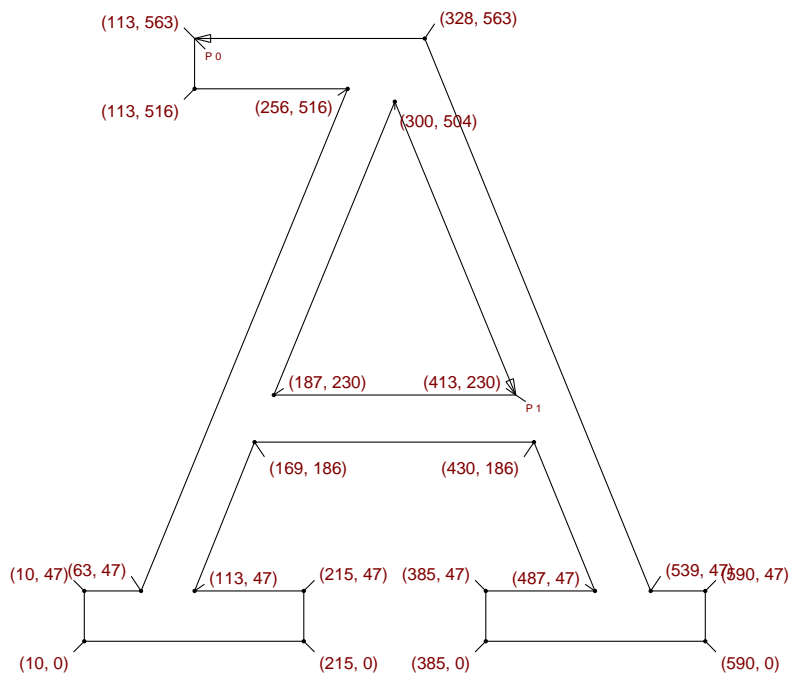 (113, 563) (328, 563)
P 0
(113, 516) (256, 516)
(300, 504)
(187, 230) (413, 230)
P 1
(169, 186) (430, 186)
(10, 47) (63, 47) (113, 47) (215, 47) (385, 47) (487, 47) (539, 47) (590, 47)
(10, 0) (215, 0) (385, 0) (590, 0)